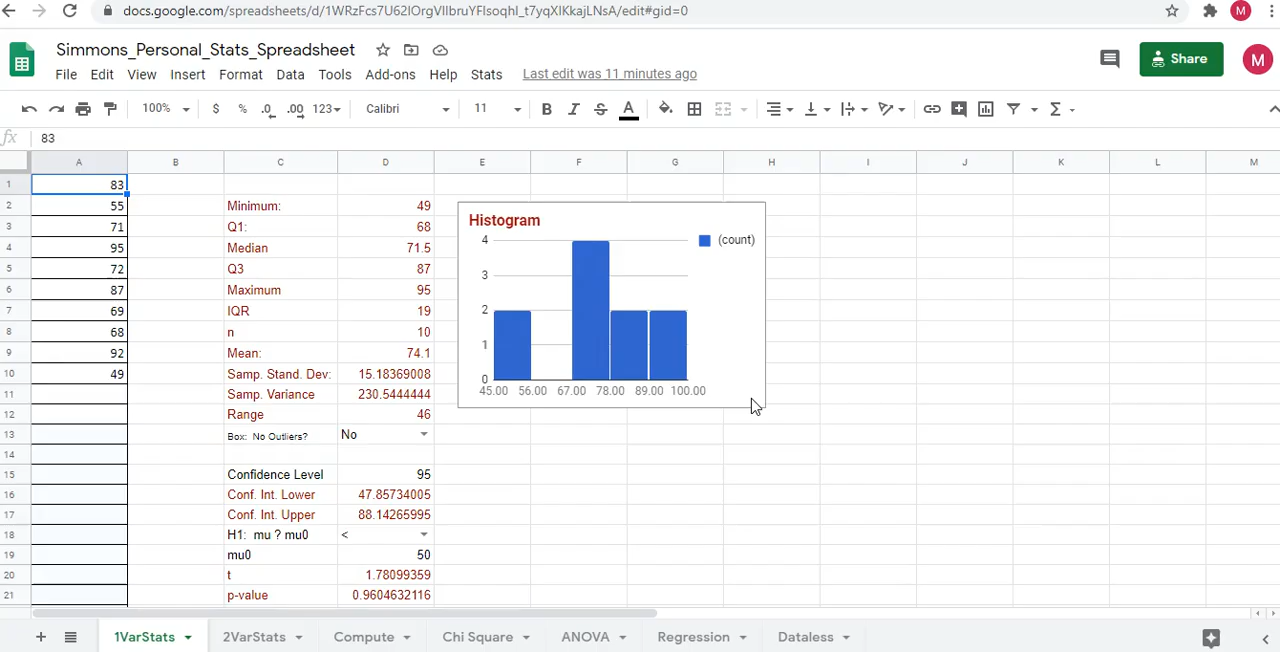 docs.google.com/spreadsheets/d/1WRzFcs7U62IOrgVIIbruYFlsoqhI_t7yqXIKkajLNsA/edit#gid=0
M
Simmons_Personal_Stats_Spreadsheet
File Edit View Insert Format Data Tools Add-ons Help Stats Last edit was 11 minutes ago
Share
M
100% $ % .0 .00 123 Calibri 11 B I S A Σ
fx 83
A B C D E F G H I J K L M
1 83
2 55 Minimum: 49
3 71 Q1: 68
4 95 Median 71.5
5 72 Q3 87
6 87 Maximum 95
7 69 IQR 19
8 68 n 10
9 92 Mean: 74.1
10 49 Samp. Stand. Dev: 15.18369008
11 Samp. Variance 230.5444444
12 Range 46
13 Box: No Outliers? No
14
15 Confidence Level 95
16 Conf. Int. Lower 47.85734005
17 Conf. Int. Upper 88.14265995
18 H1: mu ? mu0 <
19 mu0 50
20 t 1.78099359
21 p-value 0.9604632116
Histogram
(count)
4
3
2
1
0
45.00 56.00 67.00 78.00 89.00 100.00
1VarStats 2VarStats Compute Chi Square ANOVA Regression Dataless